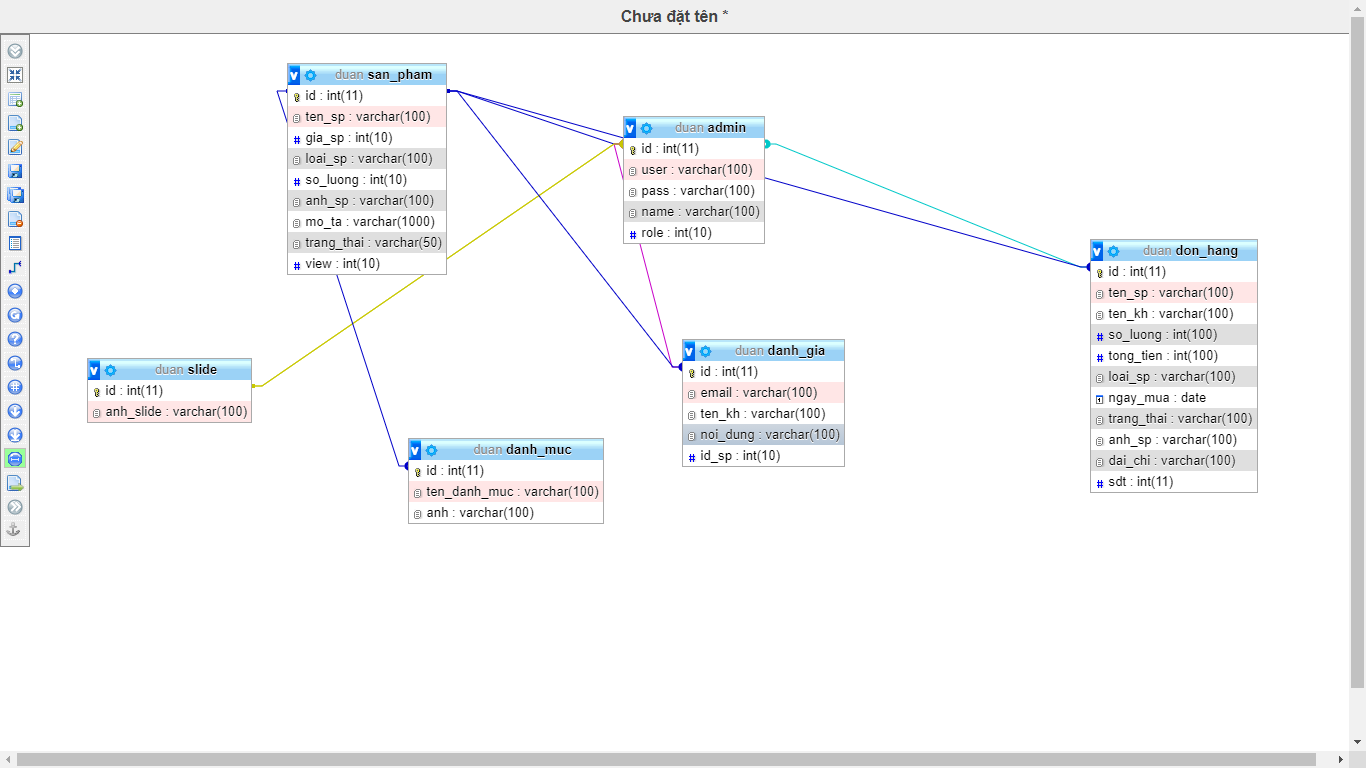 Chưa đặt tên *
v duan san_pham
id : int(11)
ten_sp : varchar(100)
# gia_sp : int(10)
loai_sp : varchar(100)
# so_luong : int(10)
anh_sp : varchar(100)
mo_ta : varchar(1000)
trang_thai : varchar(50)
# view : int(10)
v duan admin
id : int(11)
user : varchar(100)
pass : varchar(100)
name : varchar(100)
# role : int(10)
v duan don_hang
id : int(11)
ten_sp : varchar(100)
ten_kh : varchar(100)
# so_luong : int(100)
# tong_tien : int(100)
loai_sp : varchar(100)
ngay_mua : date
trang_thai : varchar(100)
anh_sp : varchar(100)
dai_chi : varchar(100)
# sdt : int(11)
v duan danh_gia
id : int(11)
email : varchar(100)
ten_kh : varchar(100)
noi_dung : varchar(100)
# id_sp : int(10)
v duan slide
id : int(11)
anh_slide : varchar(100)
v duan danh_muc
id : int(11)
ten_danh_muc : varchar(100)
anh : varchar(100)